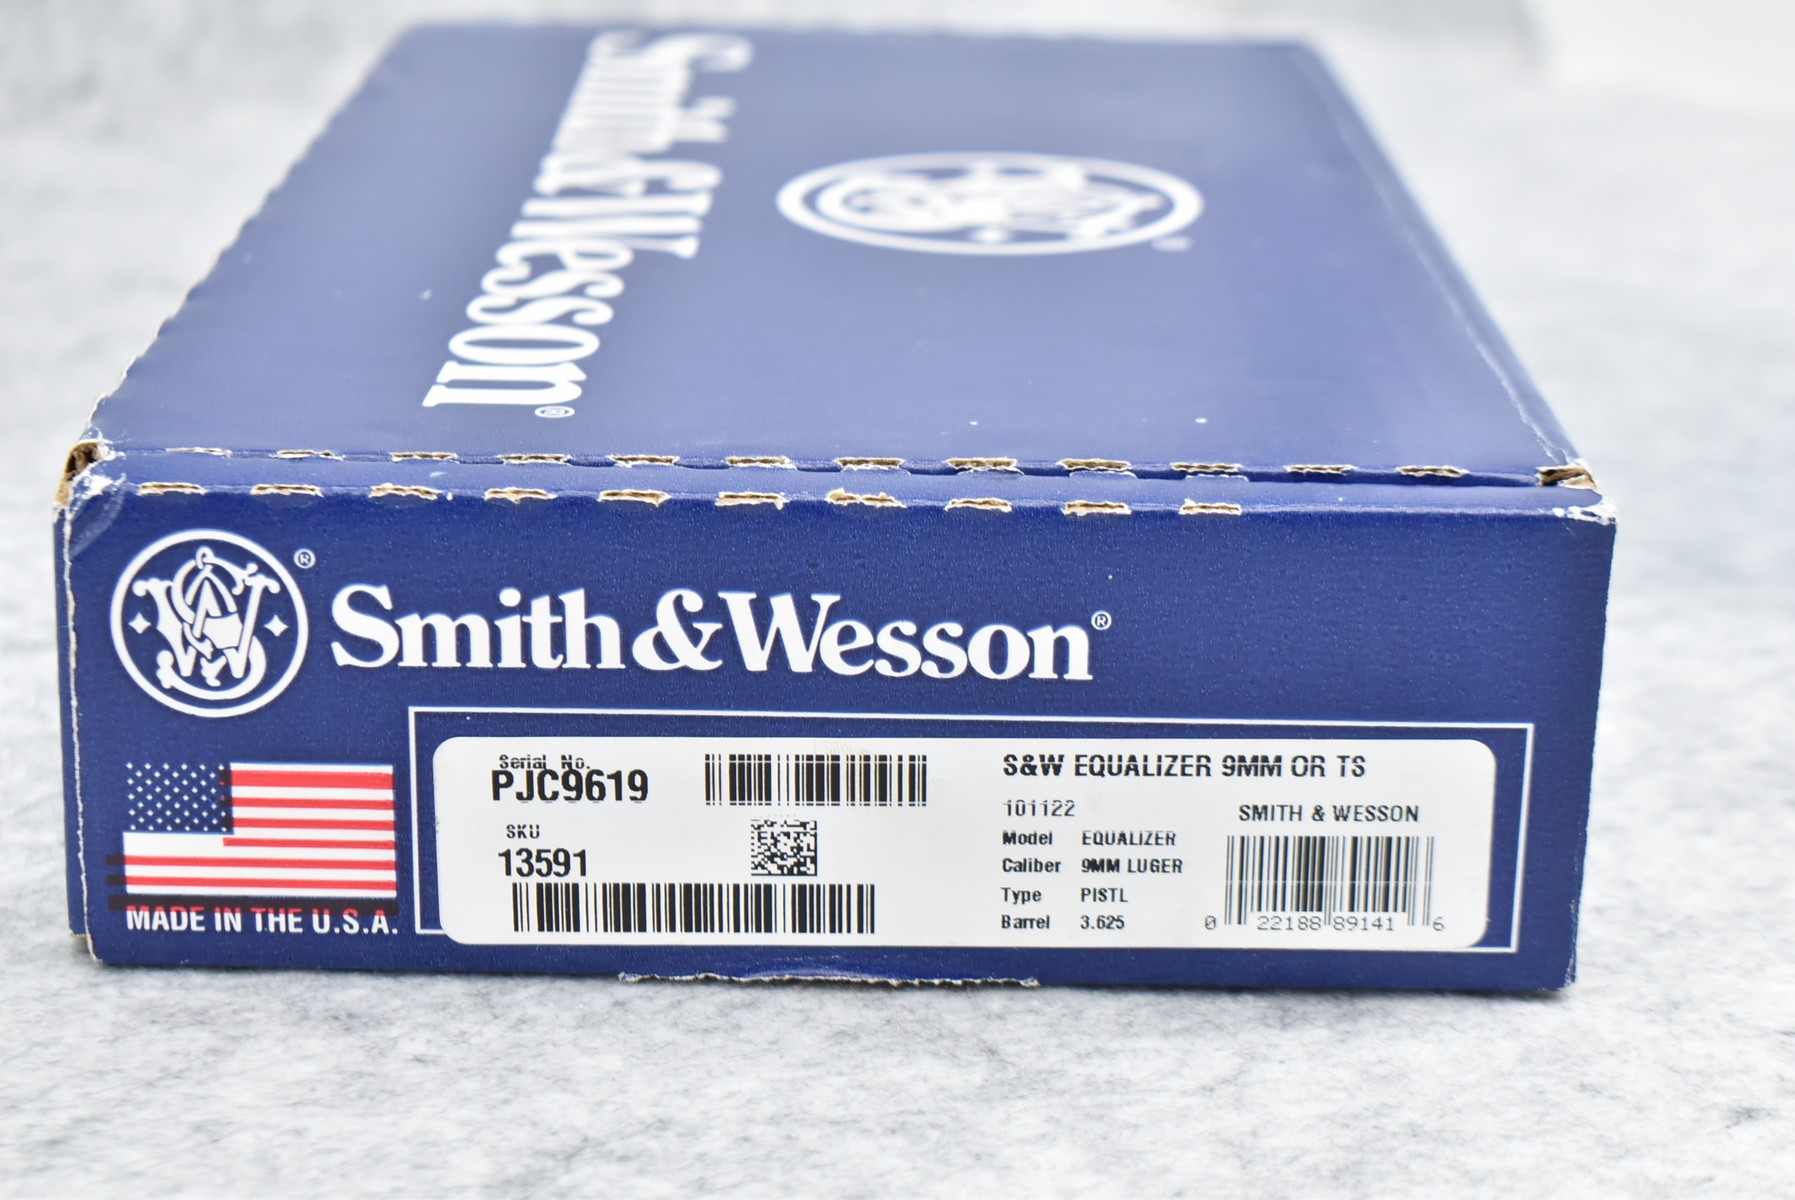 Smith&Wesson®
®
Smith&Wesson®
MADE IN THE U.S.A.
Serial No.
PJC9619
SKU
13591
S&W EQUALIZER 9MM OR TS
101122
SMITH & WESSON
Model EQUALIZER
Caliber 9MM LUGER
Type PISTL
Barrel 3.625
0 22188 89141 6